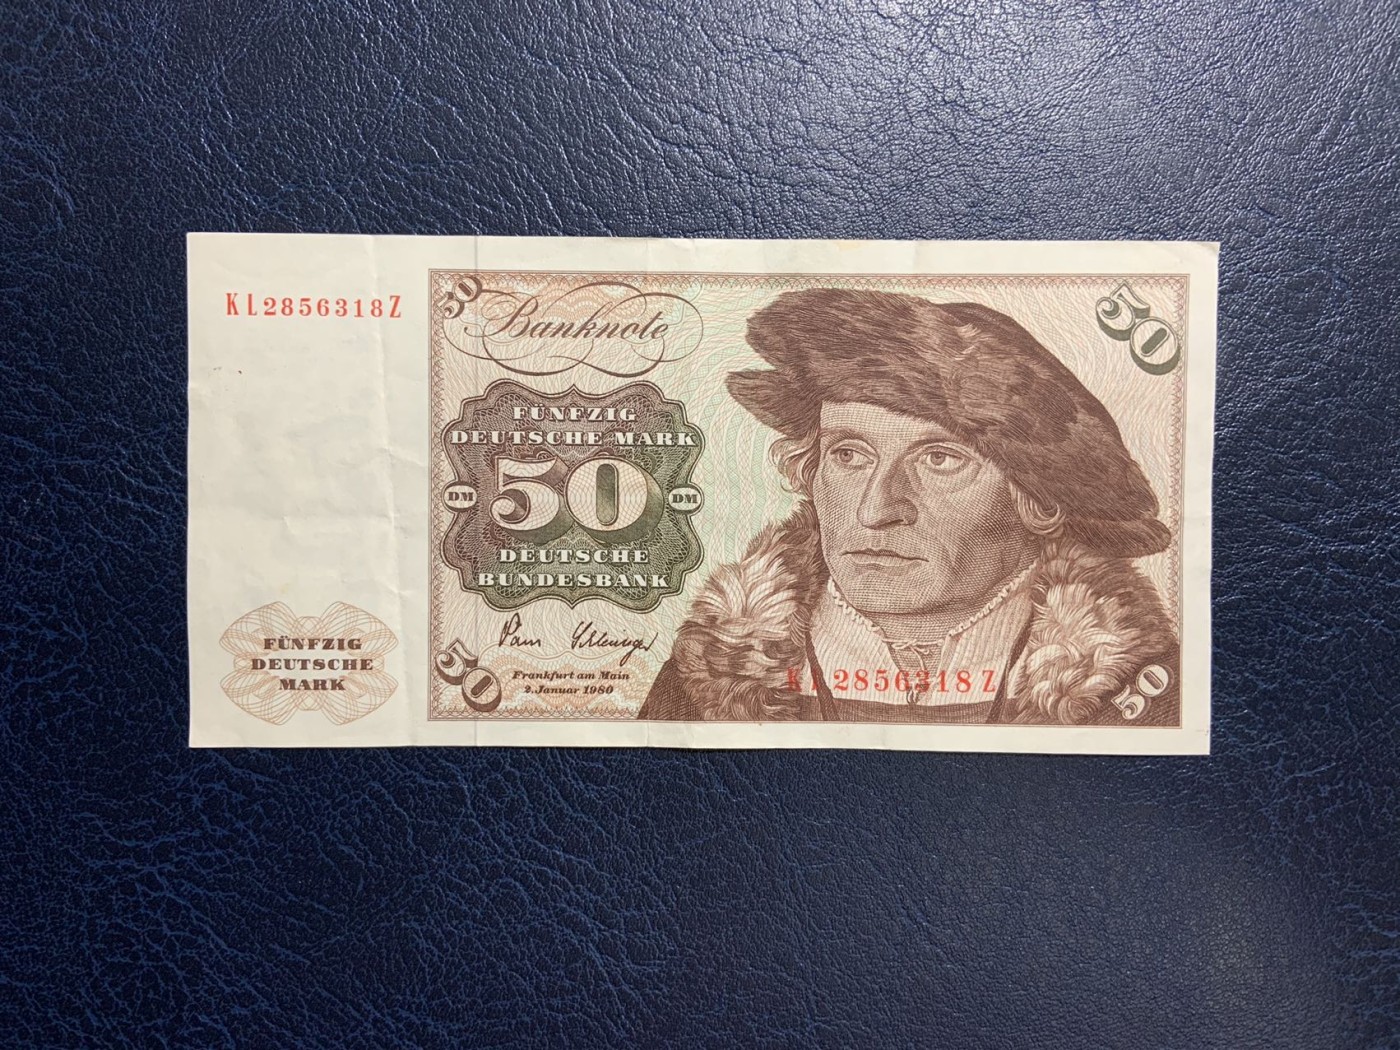 KL2856318Z
50
Banknote
50
FÜNFZIG
DEUTSCHE MARK
DM 50 DM
DEUTSCHE
BUNDESBANK
FÜNFZIG
DEUTSCHE
MARK
50
Frankfurt am Main
2. Januar 1980
KL2856318Z
50